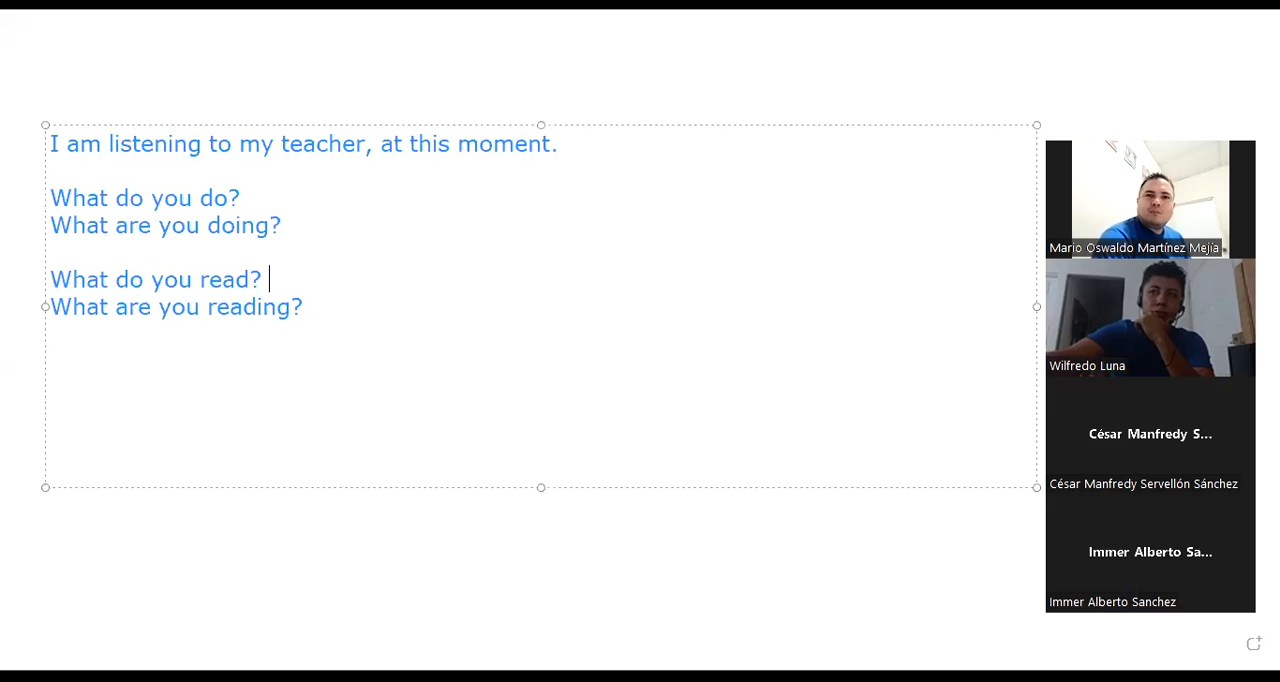 I am listening to my teacher, at this moment.
What do you do?
What are you doing?
What do you read?
What are you reading?
Mario Oswaldo Martínez Mejía
Wilfredo Luna
César Manfredy S...
César Manfredy Servellón Sánchez
Immer Alberto Sa...
Immer Alberto Sanchez